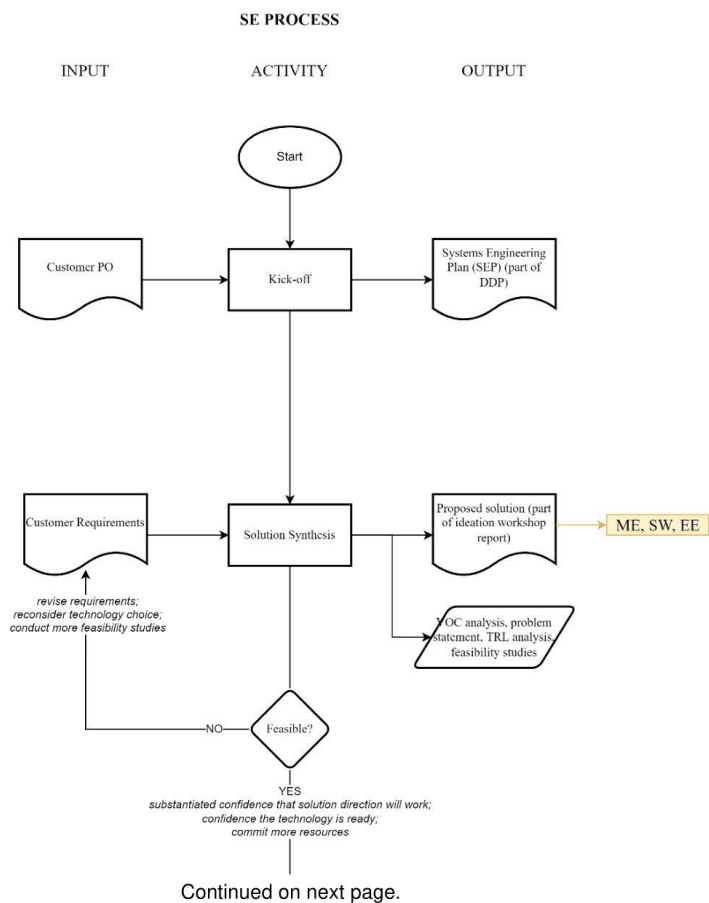 SE PROCESS
INPUT
ACTIVITY
OUTPUT
Start
Customer PO
Kick-off
Systems Engineering
Plan (SEP) (part of
DDP)
Customer Requirements
Solution Synthesis
Proposed solution (part
of ideation workshop
report)
ME, SW, EE
revise requirements;
reconsider technology choice;
conduct more feasibility studies
VOC analysis, problem
statement, TRL analysis,
feasibility studies
NO
Feasible?
YES
substantiated confidence that solution direction will work;
confidence the technology is ready;
commit more resources
Continued on next page.